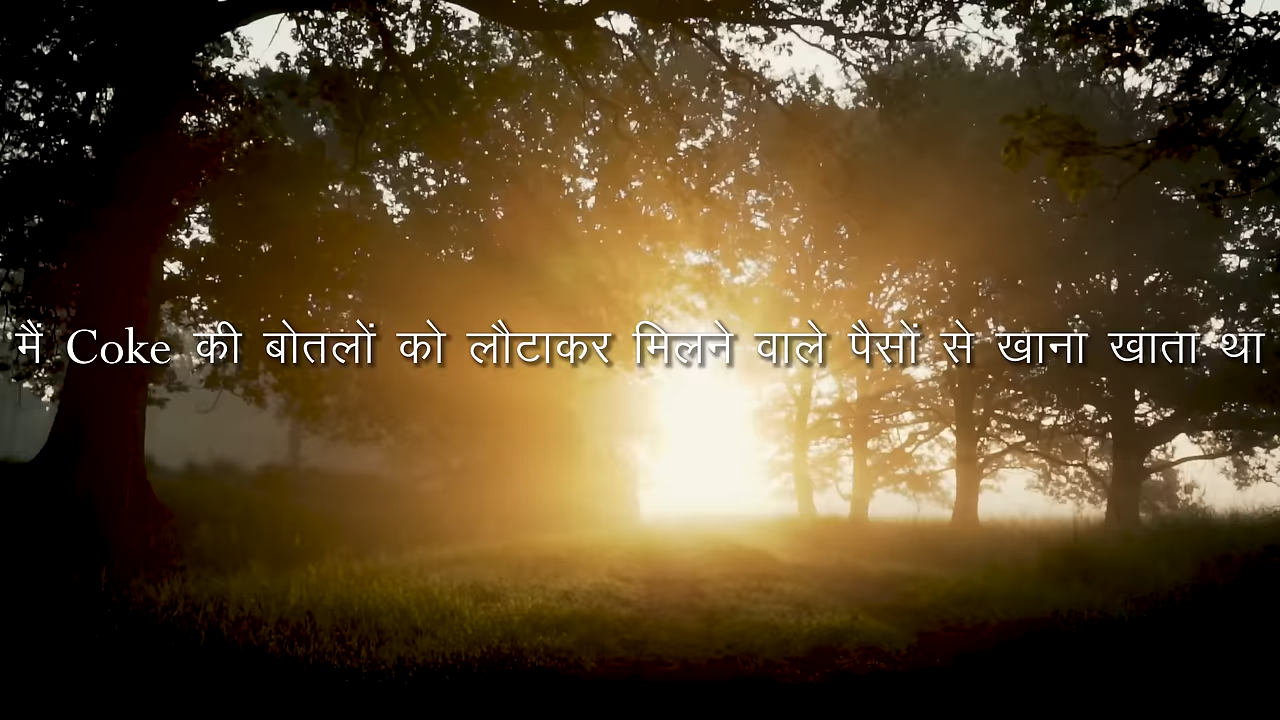 मैं Coke की बोतलों को लौटाकर मिलने वाले पैसों से खाना खाता था